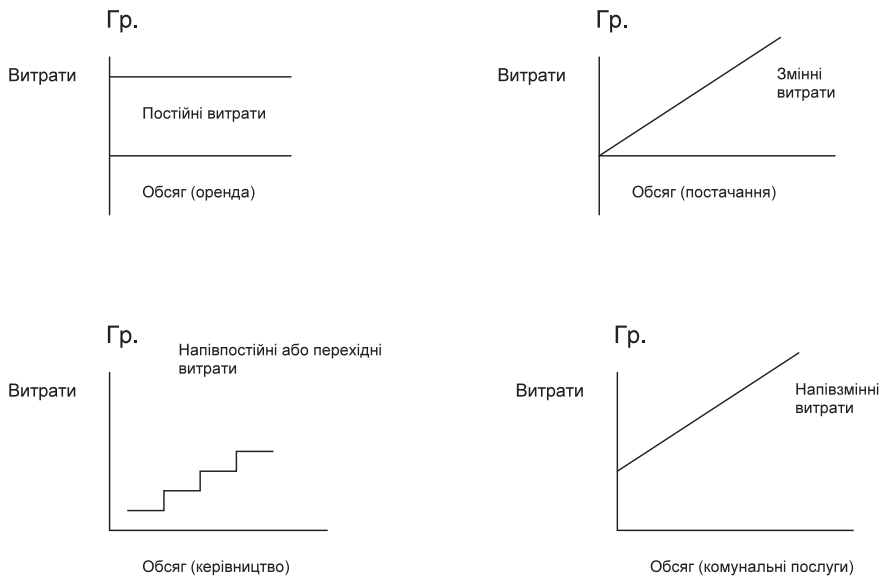 Гр.
Витрати
Постійні витрати
Обсяг (оренда)
Гр.
Витрати
Змінні
витрати
Обсяг (постачання)
Гр.
Напівпостійні або перехідні
витрати
Витрати
Обсяг (керівництво)
Гр.
Витрати
Напівзмінні
витрати
Обсяг (комунальні послуги)